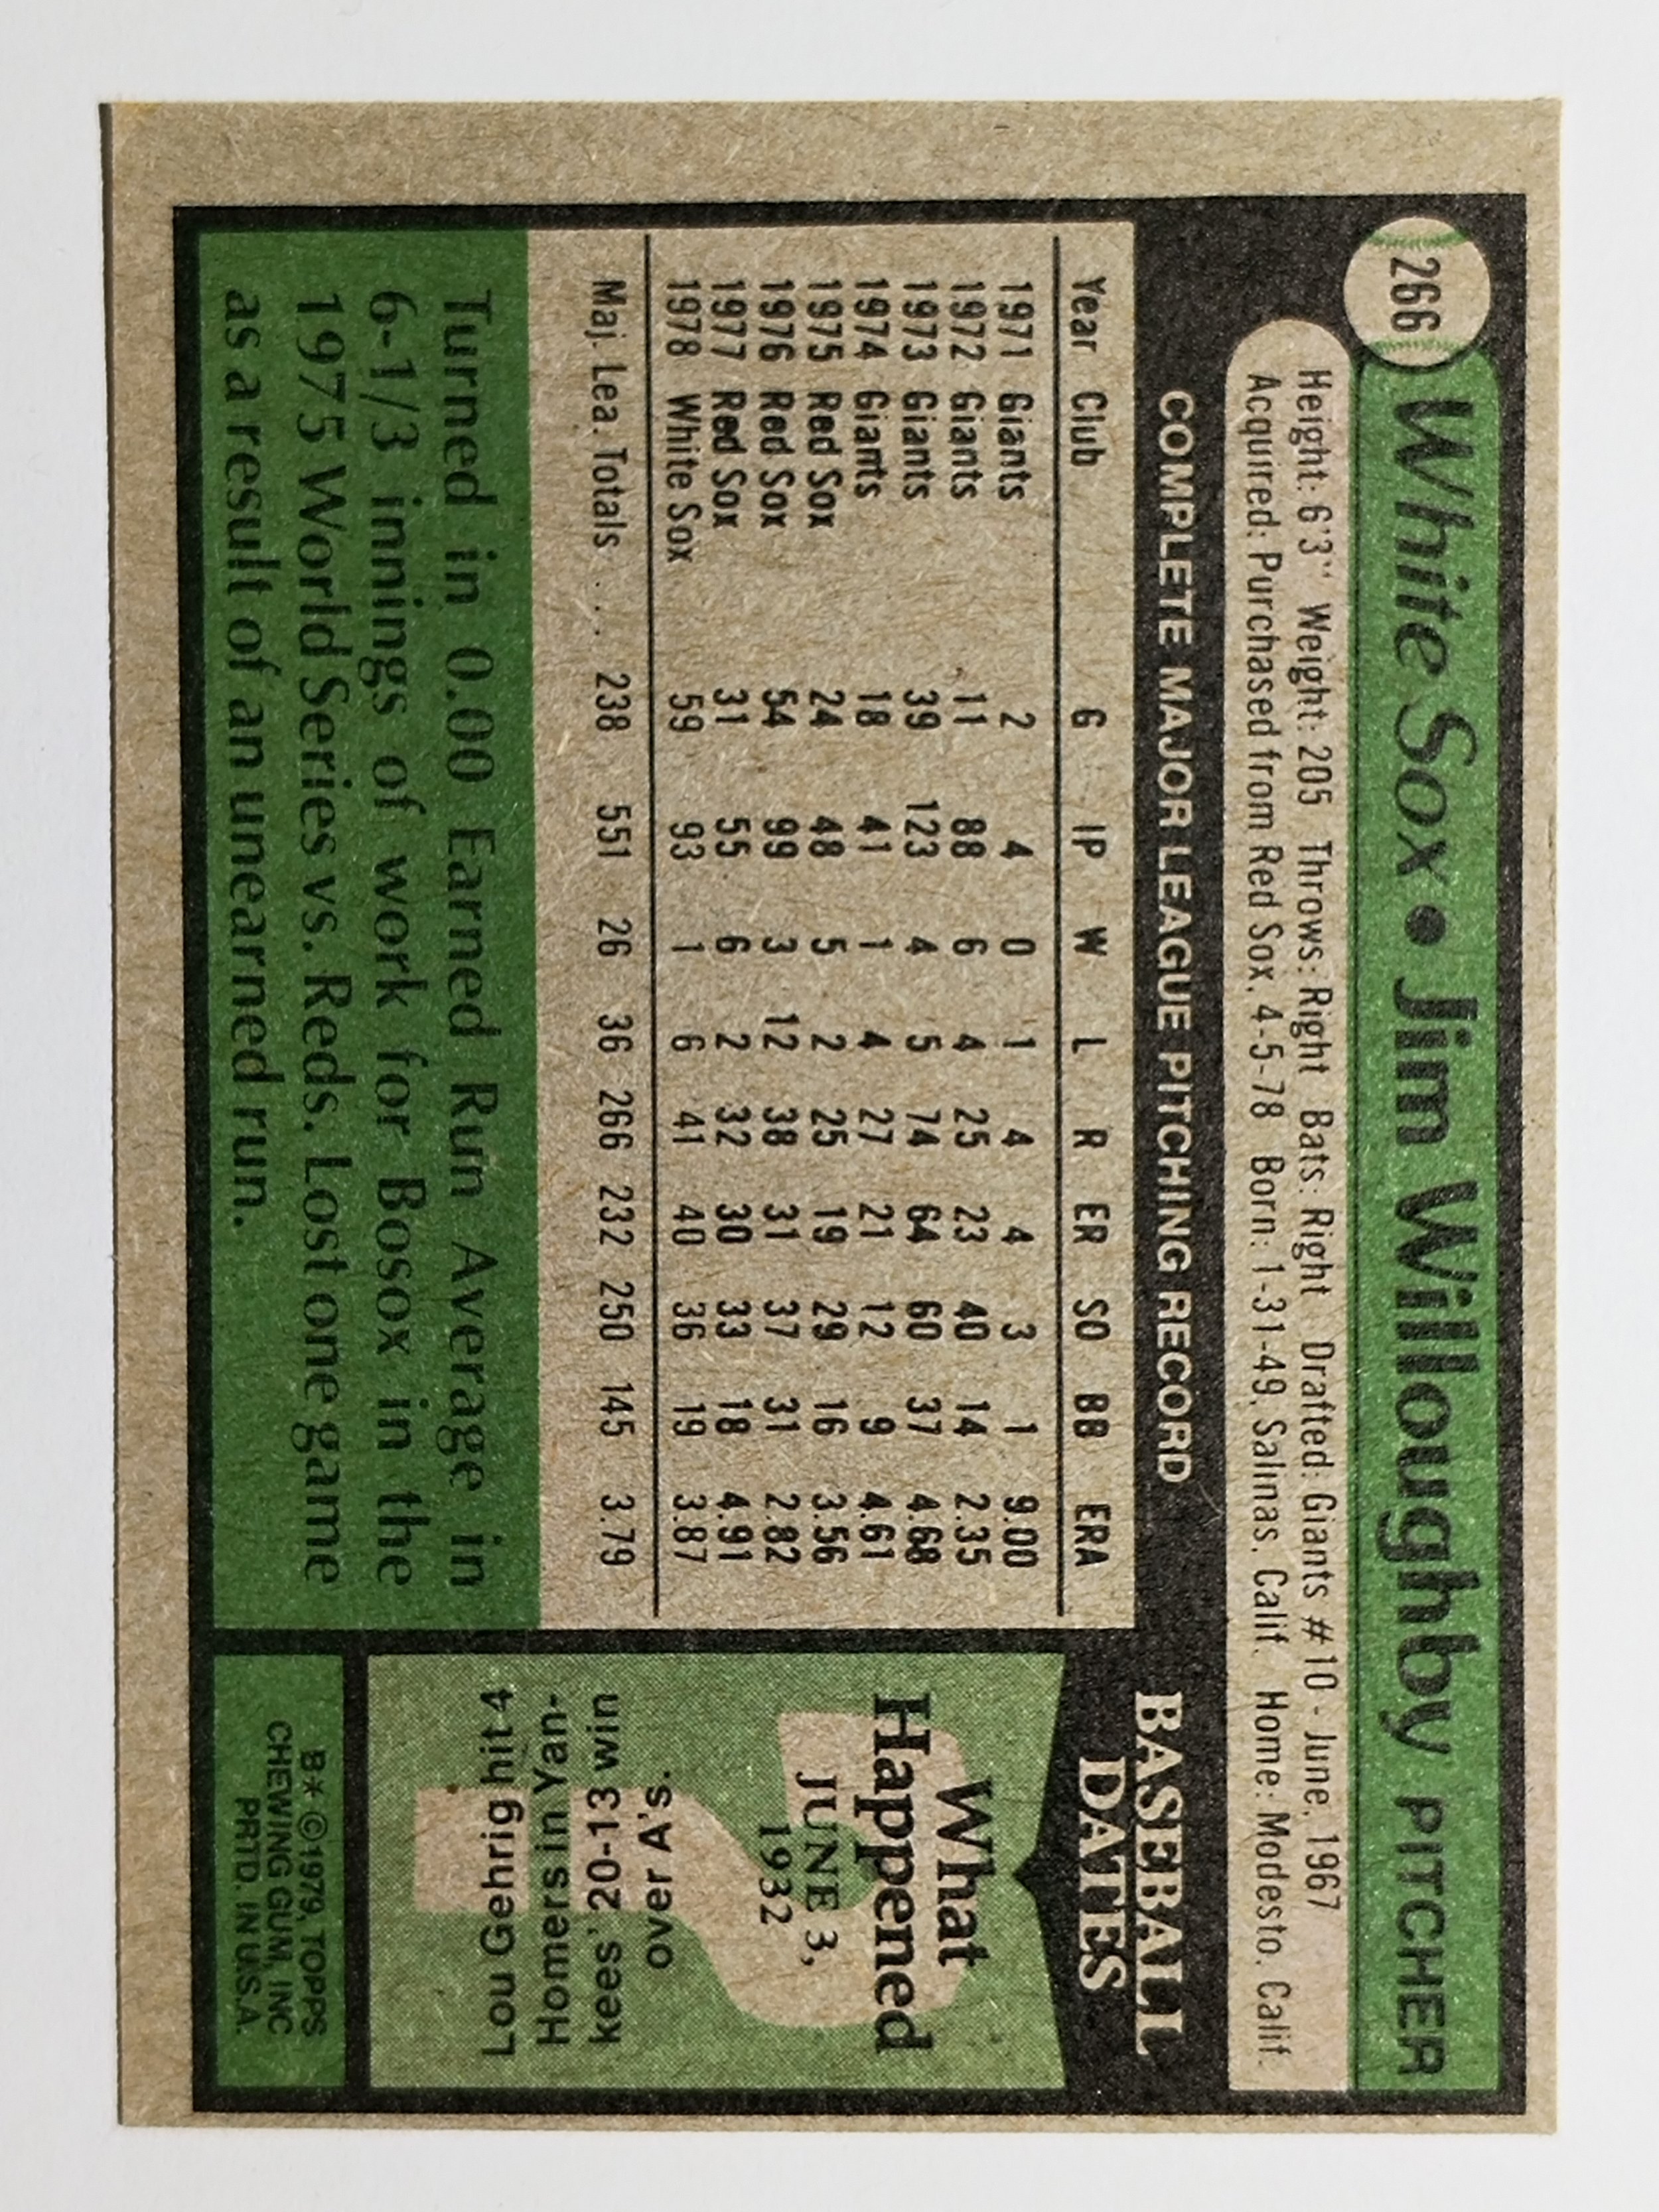 266
White Sox • Jim Willoughby PITCHER
Height: 6'3" Weight: 205 Throws: Right Bats: Right Drafted: Giants #10 - June, 1967
Acquired: Purchased from Red Sox, 4-5-78 Born: 1-31-49, Salinas, Calif. Home: Modesto, Calif.
COMPLETE MAJOR LEAGUE PITCHING RECORD
Year Club G IP W L R ER SO BB ERA
1971 Giants 2 4 0 1 4 4 3 1 9.00
1972 Giants 11 88 6 4 25 23 40 14 2.35
1973 Giants 39 123 4 5 74 64 60 37 4.68
1974 Giants 18 41 1 4 27 21 12 9 4.61
1975 Red Sox 24 48 5 2 25 19 29 16 3.56
1976 Red Sox 54 99 3 12 38 31 37 31 2.82
1977 Red Sox 31 55 6 2 32 30 33 18 4.91
1978 White Sox 59 93 1 6 41 40 36 19 3.87
Maj. Lea. Totals . . . 238 551 26 36 266 232 250 145 3.79
Turned in 0.00 Earned Run Average in
6-1/3 innings of work for Bosox in the
1975 World Series vs. Reds. Lost one game
as a result of an unearned run.
BASEBALL
DATES
What
Happened
JUNE 3,
1932
Lou Gehrig hit 4
Homers in Yan-
kees' 20-13 win
over A's.
B* ©1979, TOPPS
CHEWING GUM, INC
PRTD. IN U.S.A.